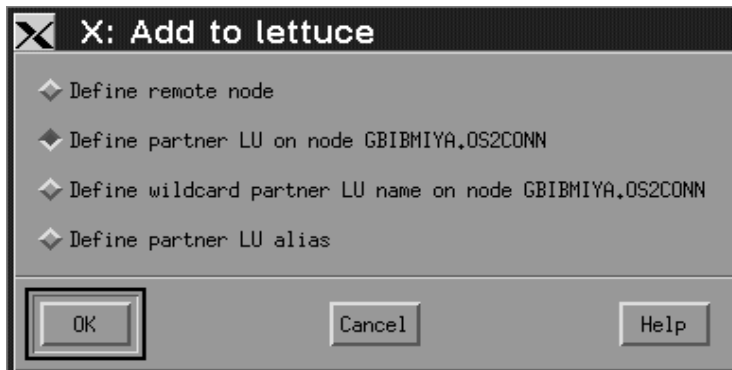 X: Add to lettuce
Define remote node
Define partner LU on node GBIBMIYA.OS2CONN
Define wildcard partner LU name on node GBIBMIYA.OS2CONN
Define partner LU alias
OK Cancel Help